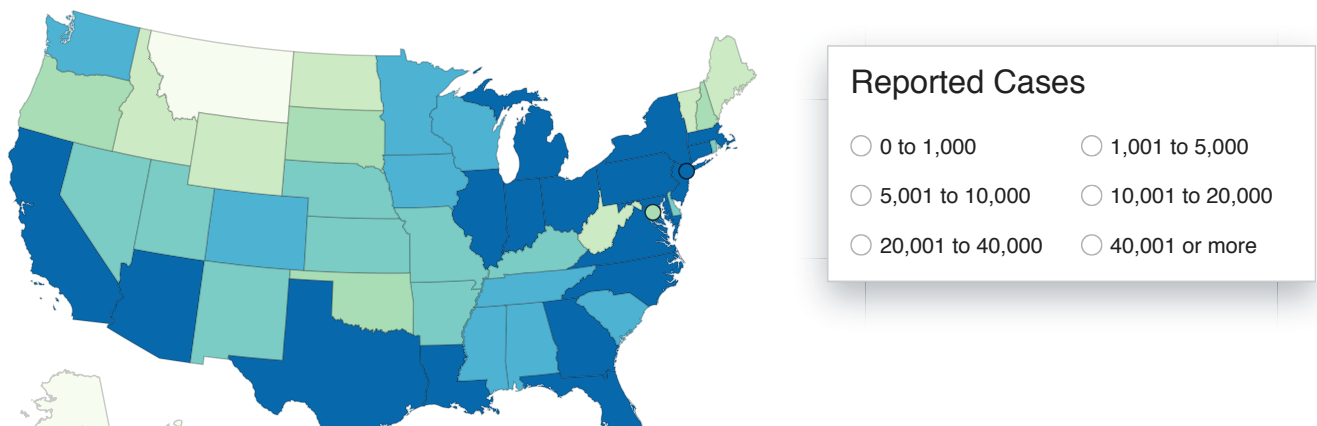 Reported Cases
0 to 1,000
1,001 to 5,000
5,001 to 10,000
10,001 to 20,000
20,001 to 40,000
40,001 or more